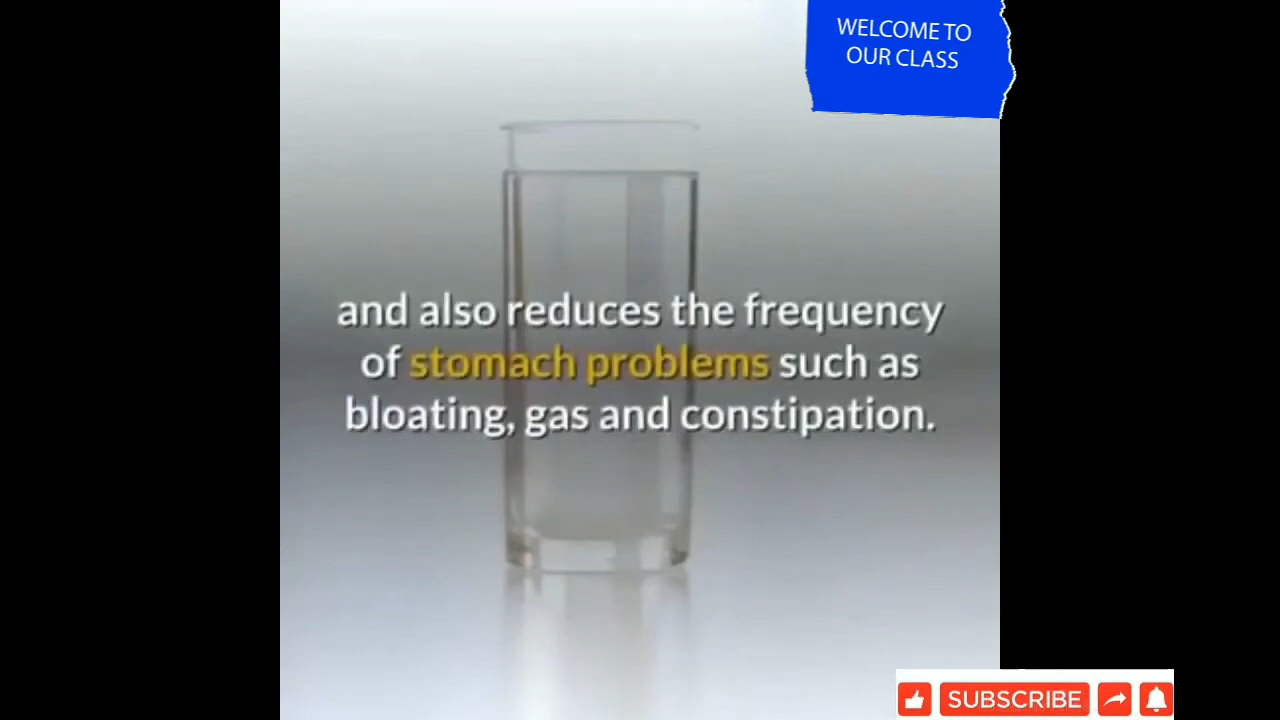 WELCOME TO
OUR CLASS
and also reduces the frequency
of stomach problems such as
bloating, gas and constipation.
SUBSCRIBE